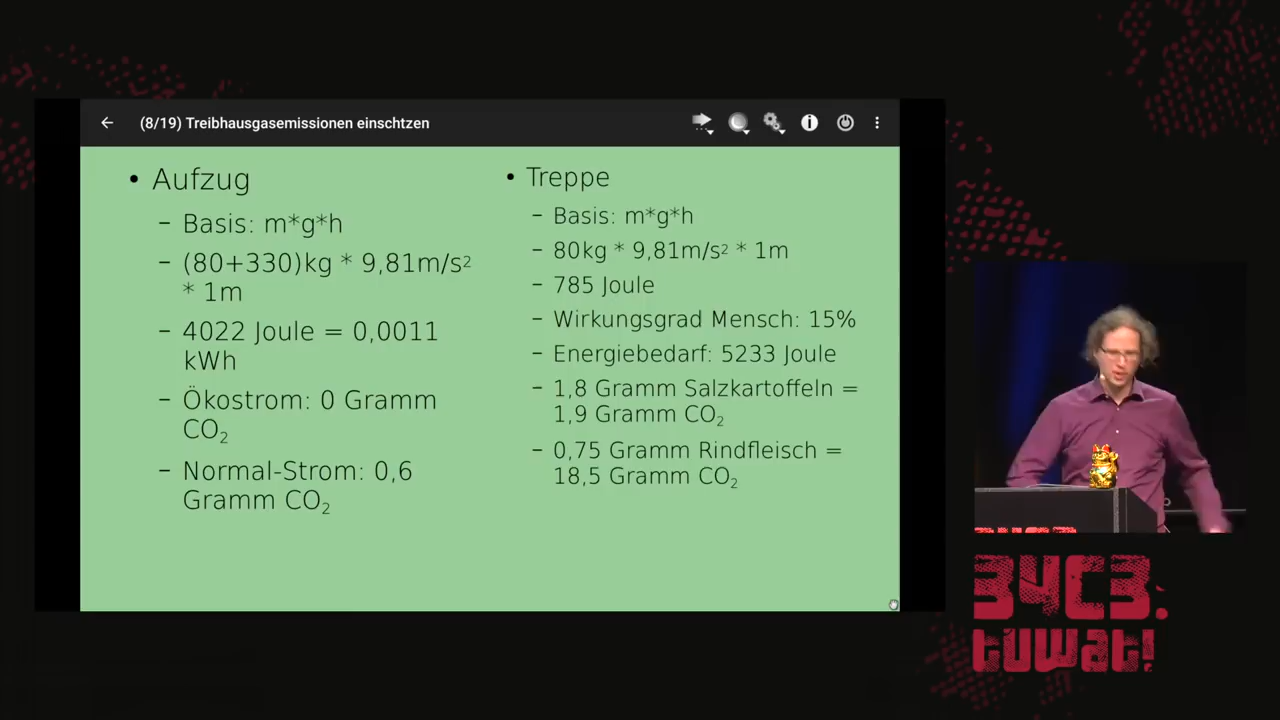 (8/19) Treibhausgasemissionen einschtzen
• Aufzug
– Basis: m*g*h
– (80+330)kg * 9,81m/s²
* 1m
– 4022 Joule = 0,0011
kWh
– Ökostrom: 0 Gramm
CO₂
– Normal-Strom: 0,6
Gramm CO₂
• Treppe
– Basis: m*g*h
– 80kg * 9,81m/s² * 1m
– 785 Joule
– Wirkungsgrad Mensch: 15%
– Energiebedarf: 5233 Joule
– 1,8 Gramm Salzkartoffeln =
1,9 Gramm CO₂
– 0,75 Gramm Rindfleisch =
18,5 Gramm CO₂
34C3.
tuwat!